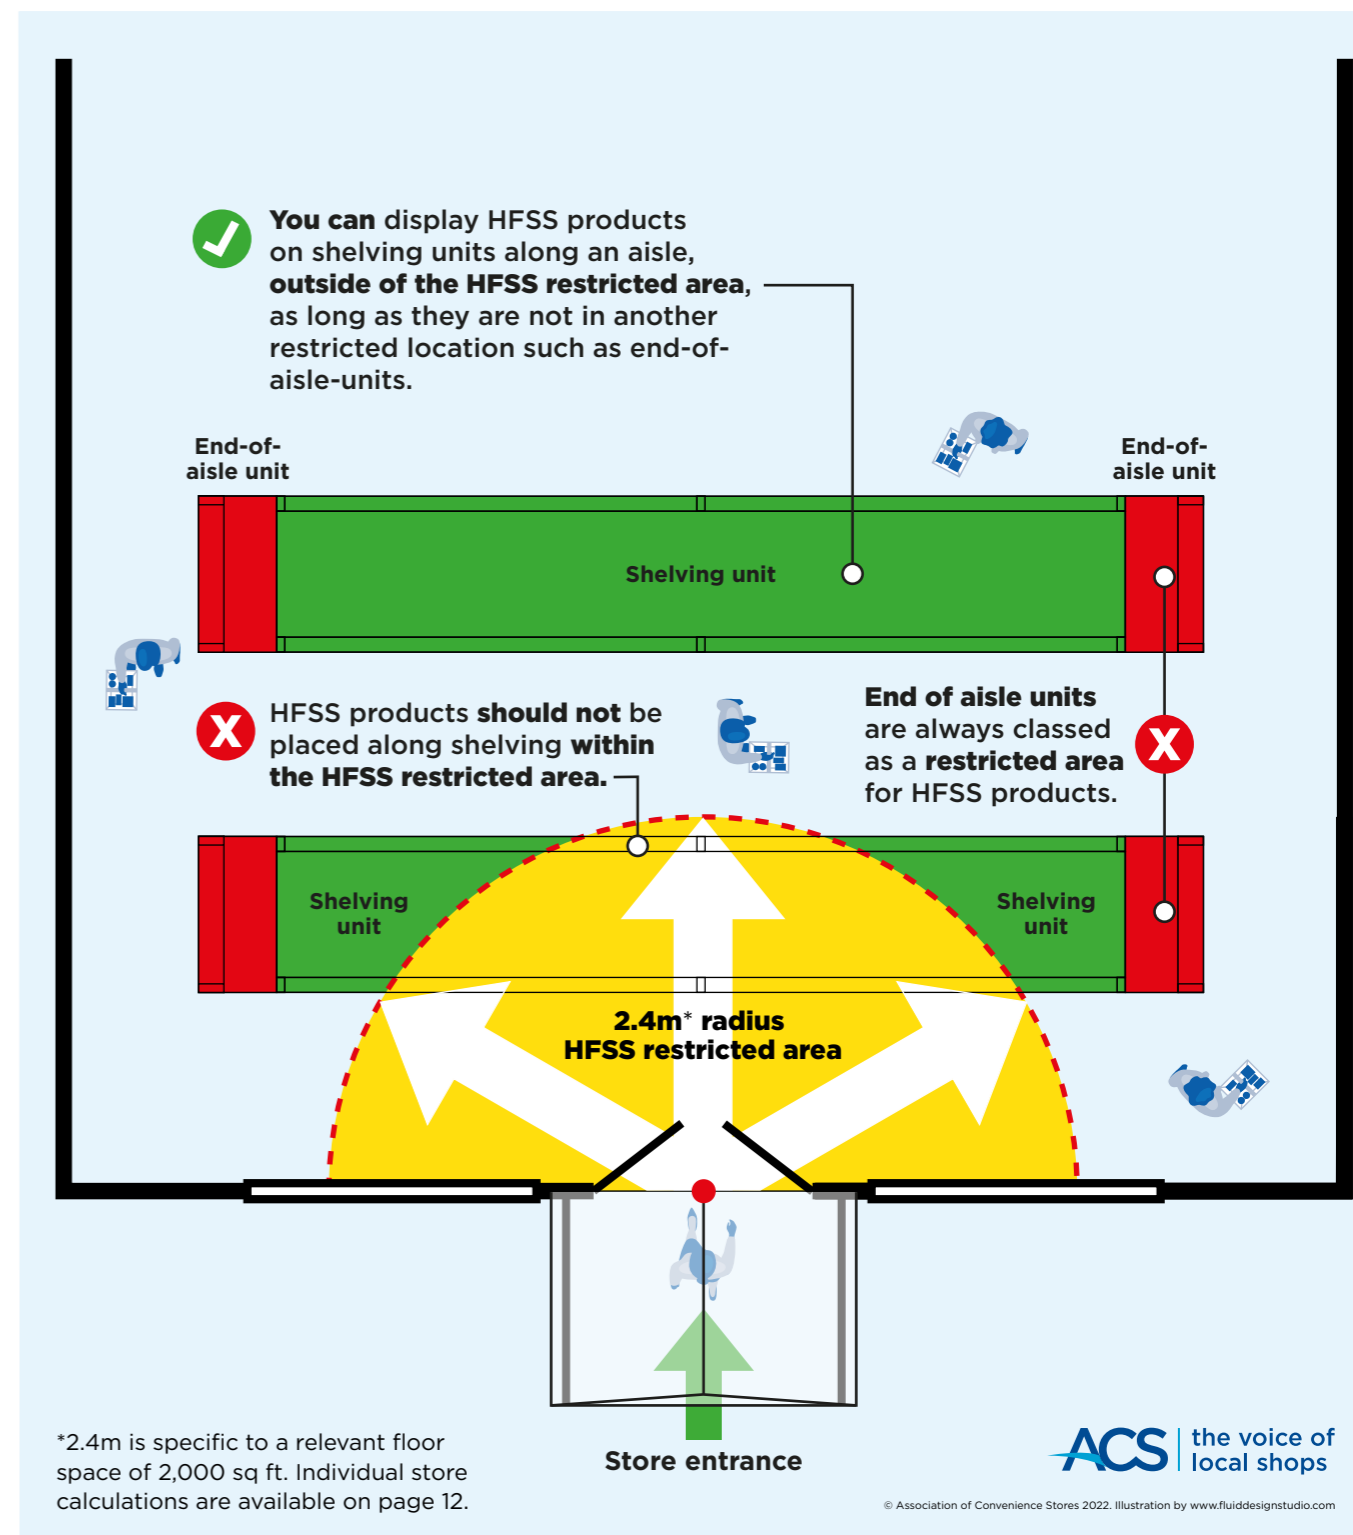 You can display HFSS products
on shelving units along an aisle,
outside of the HFSS restricted area,
as long as they are not in another
restricted location such as end-of-
aisle-units.
End-of-
aisle unit
End-of-
aisle unit
Shelving unit
X
HFSS products should not be
placed along shelving within
the HFSS restricted area.
End of aisle units
are always classed
as a restricted area
for HFSS products.
X
Shelving
unit
Shelving
unit
2.4m* radius
HFSS restricted area
Store entrance
*2.4m is specific to a relevant floor
space of 2,000 sq ft. Individual store
calculations are available on page 12.
ACS
the voice of
local shops
© Association of Convenience Stores 2022. Illustration by www.fluiddesignstudio.com